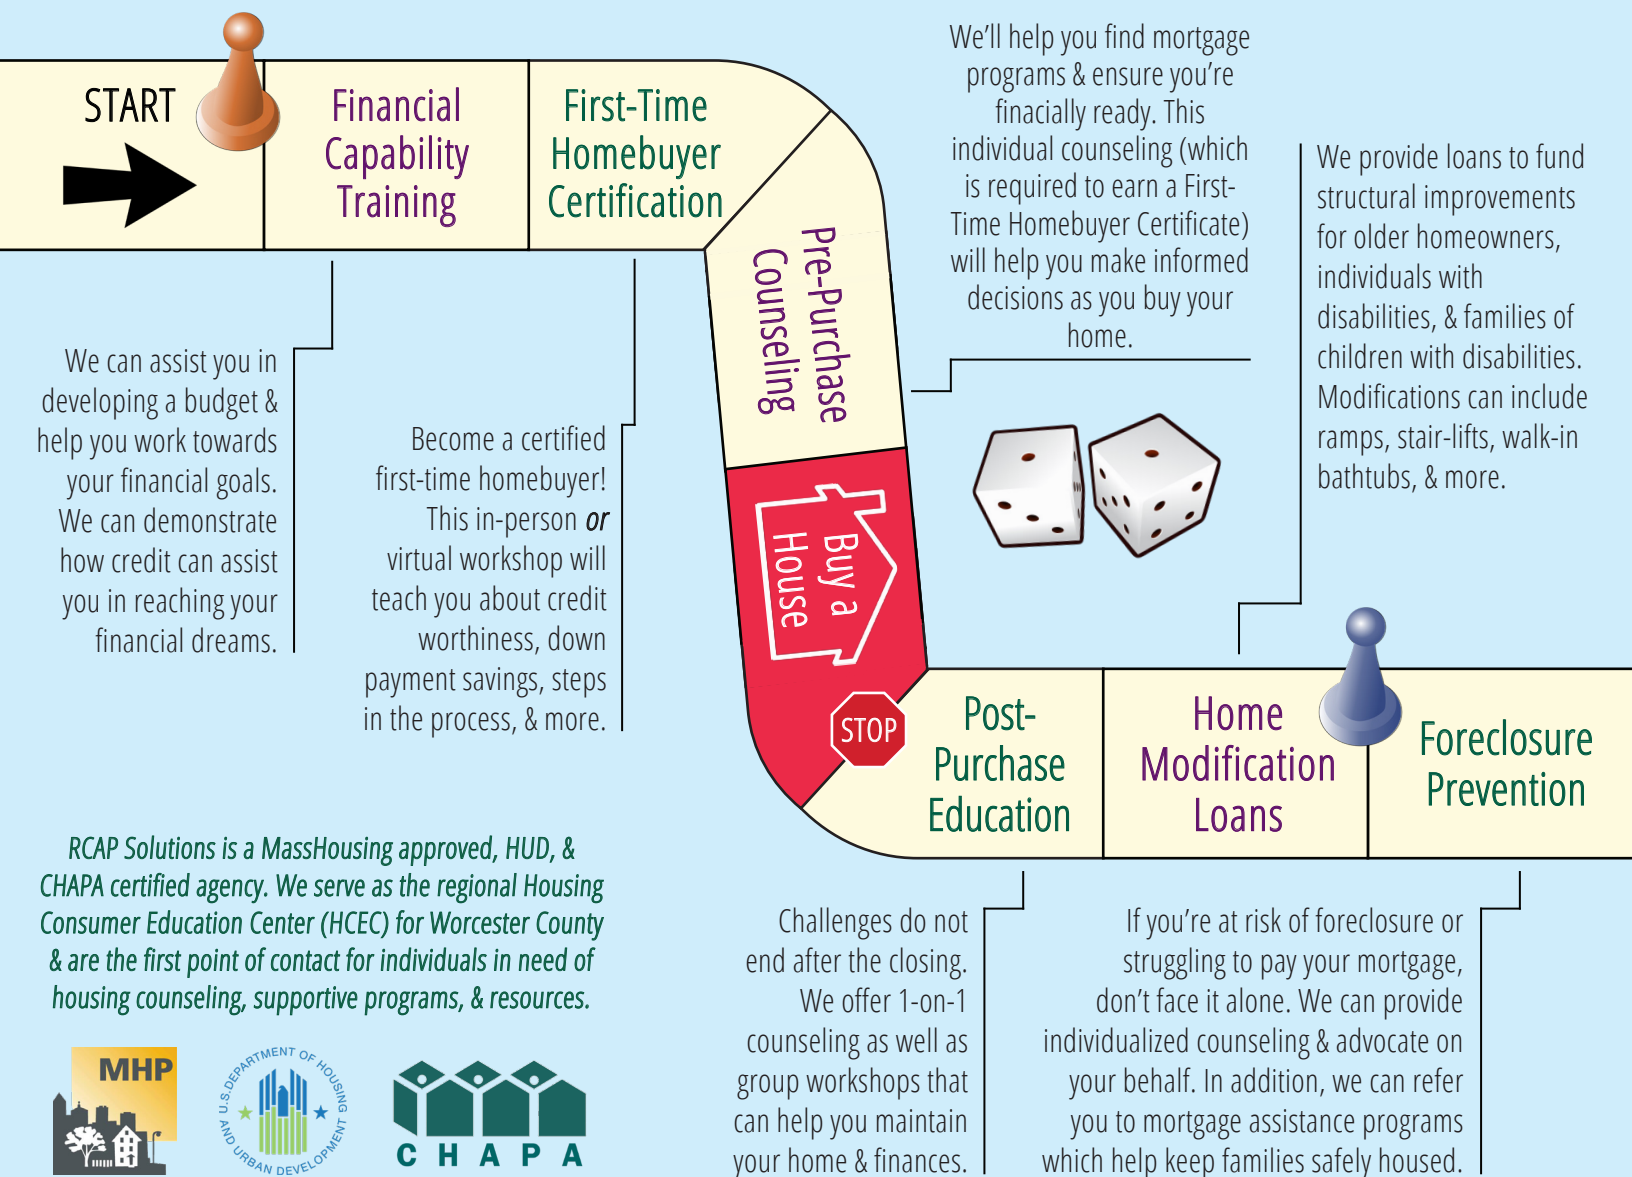 START
Financial
Capability
Training
First-Time
Homebuyer
Certification
Pre-Purchase
Counseling
Buy a
House
STOP
Post-
Purchase
Education
Home
Modification
Loans
Foreclosure
Prevention
We can assist you in
developing a budget &
help you work towards
your financial goals.
We can demonstrate
how credit can assist
you in reaching your
financial dreams.
Become a certified
first-time homebuyer!
This in-person or
virtual workshop will
teach you about credit
worthiness, down
payment savings, steps
in the process, & more.
We'll help you find mortgage
programs & ensure you're
finacially ready. This
individual counseling (which
is required to earn a First-
Time Homebuyer Certificate)
will help you make informed
decisions as you buy your
home.
We provide loans to fund
structural improvements
for older homeowners,
individuals with
disabilities, & families of
children with disabilities.
Modifications can include
ramps, stair-lifts, walk-in
bathtubs, & more.
Challenges do not
end after the closing.
We offer 1-on-1
counseling as well as
group workshops that
can help you maintain
your home & finances.
If you're at risk of foreclosure or
struggling to pay your mortgage,
don't face it alone. We can provide
individualized counseling & advocate on
your behalf. In addition, we can refer
you to mortgage assistance programs
which help keep families safely housed.
RCAP Solutions is a MassHousing approved, HUD, &
CHAPA certified agency. We serve as the regional Housing
Consumer Education Center (HCEC) for Worcester County
& are the first point of contact for individuals in need of
housing counseling, supportive programs, & resources.
MHP
U.S.DEPARTMENT OF HOUSING
AND URBAN DEVELOPMENT
CHAPA